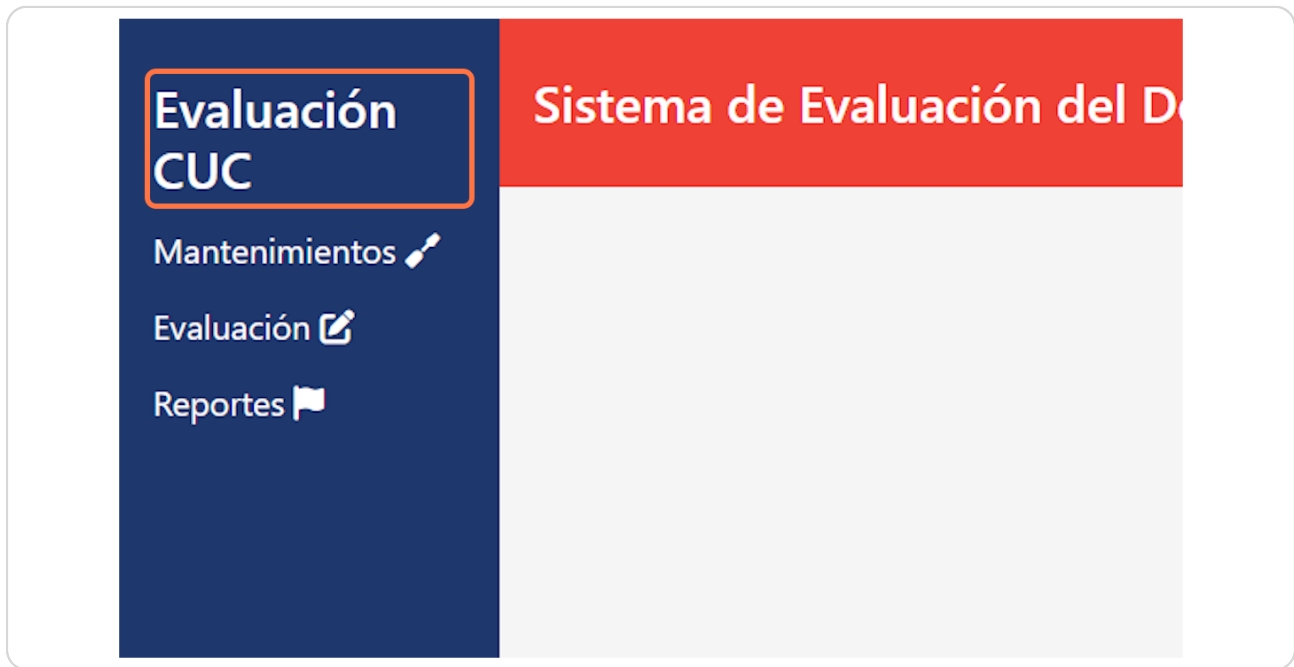 Evaluación
CUC
Sistema de Evaluación del D
Mantenimientos
Evaluación
Reportes